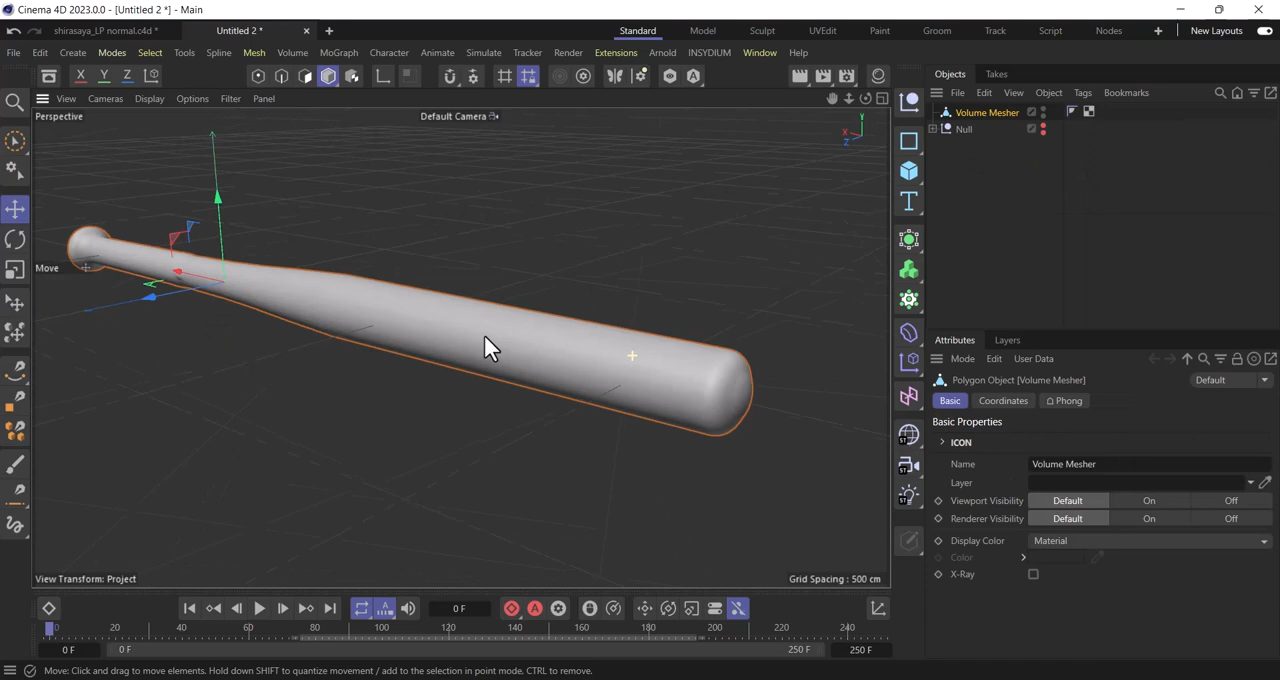 Cinema 4D 2023.0.0 - [Untitled 2 *] - Main
shirasaya_LP normal.c4d *
Untitled 2 *
Standard
Model
Sculpt
UVEdit
Paint
Groom
Track
Script
Nodes
New Layouts
File Edit Create Modes Select Tools Spline Mesh Volume MoGraph Character Animate Simulate Tracker Render Extensions Arnold INSYDIUM Window Help
X Y Z
Objects
Takes
View Cameras Display Options Filter Panel
File Edit View Object Tags Bookmarks
Perspective
Default Camera
Y
X
Z
Volume Mesher
Null
Move
Attributes
Layers
Mode Edit User Data
Polygon Object [Volume Mesher]
Default
Basic
Coordinates
Phong
Basic Properties
ICON
Name
Volume Mesher
Layer
Viewport Visibility
Default
On
Off
Renderer Visibility
Default
On
Off
Display Color
Material
Color
X-Ray
View Transform: Project
Grid Spacing : 500 cm
0 F
0 20 40 60 80 100 120 140 160 180 200 220 240
0 F
0 F
250 F
250 F
Move: Click and drag to move elements. Hold down SHIFT to quantize movement / add to the selection in point mode, CTRL to remove.